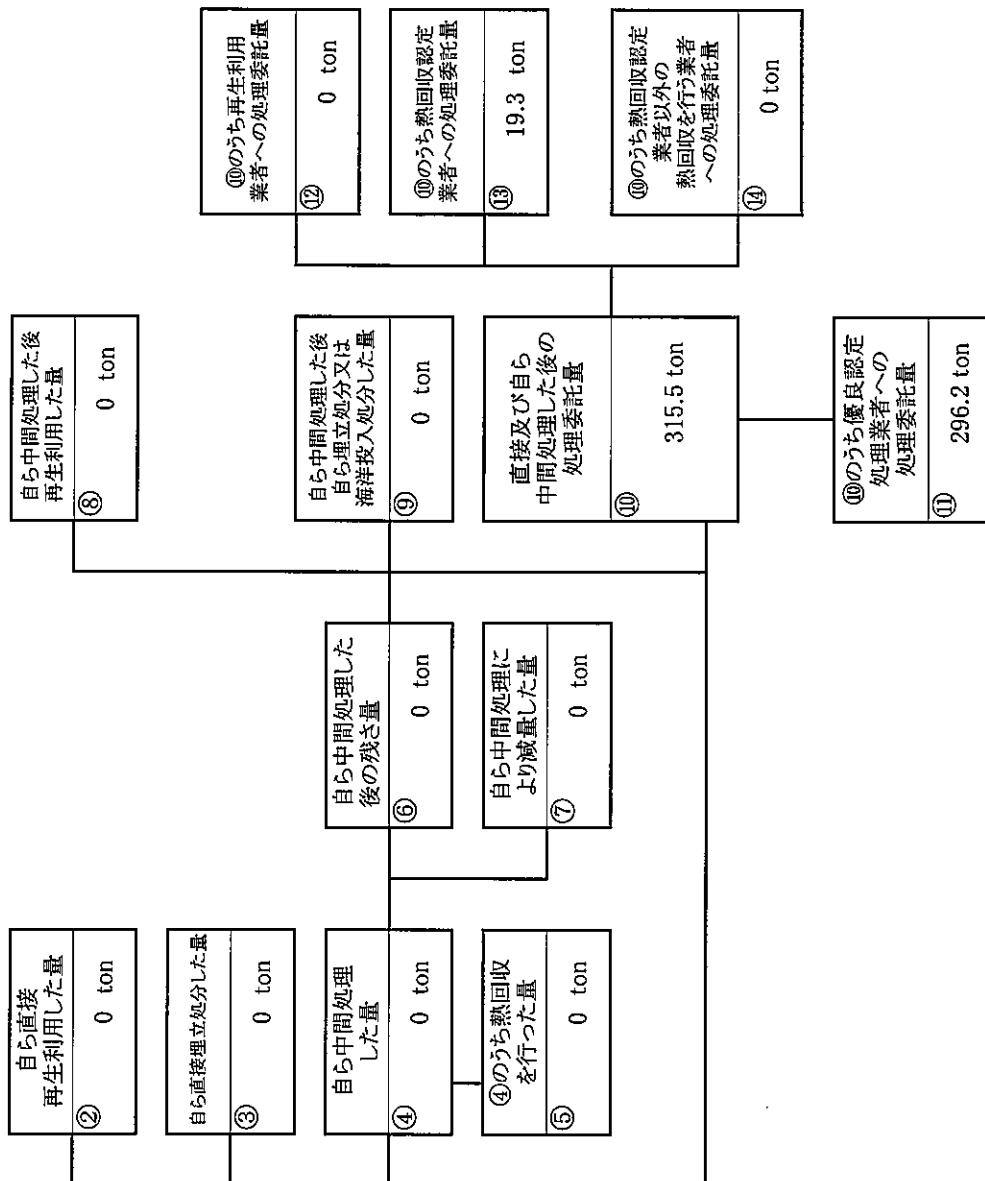 自ら直接
再生利用した量
②
0 ton
自ら直接埋立処分した量
③
0 ton
自ら中間処理
した量
④
0 ton
④のうち熱回収
を行った量
⑤
0 ton
自ら中間処理した
後の残さ量
⑥
0 ton
自ら中間処理に
より減量した量
⑦
0 ton
自ら中間処理した後
再生利用した量
⑧
0 ton
自ら中間処理した後
自ら埋立処分又は
海洋投入処分した量
⑨
0 ton
直接及び自ら
中間処理した後の
処理委託量
⑩
315.5 ton
⑩のうち優良認定
処理業者への
処理委託量
⑪
296.2 ton
⑩のうち再生利用
業者への処理委託量
⑫
0 ton
⑩のうち熱回収認定
業者への処理委託量
⑬
19.3 ton
⑩のうち熱回収認定
業者以外の
熱回収を行う業者
への処理委託量
⑭
0 ton